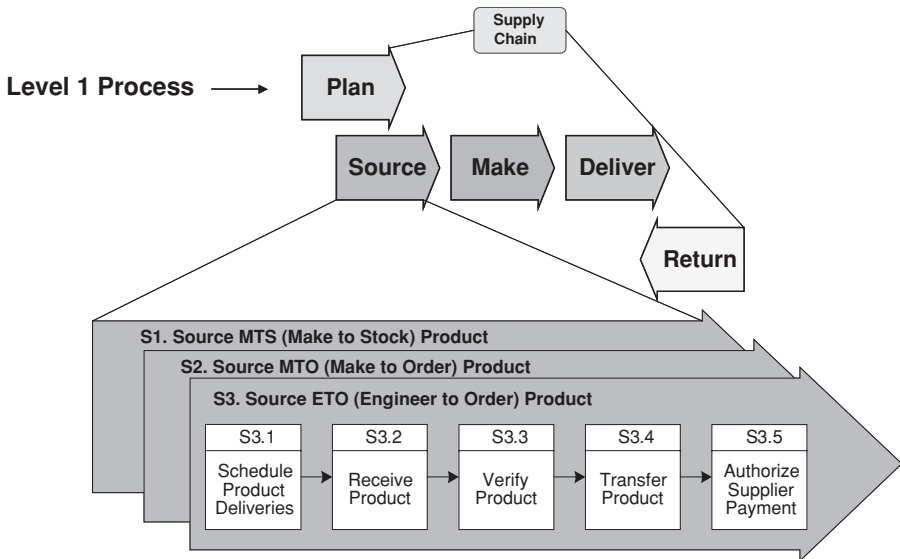 Supply
Chain
Level 1 Process
Plan
Source
Make
Deliver
Return
S1. Source MTS (Make to Stock) Product
S2. Source MTO (Make to Order) Product
S3. Source ETO (Engineer to Order) Product
S3.1
Schedule
Product
Deliveries
S3.2
Receive
Product
S3.3
Verify
Product
S3.4
Transfer
Product
S3.5
Authorize
Supplier
Payment